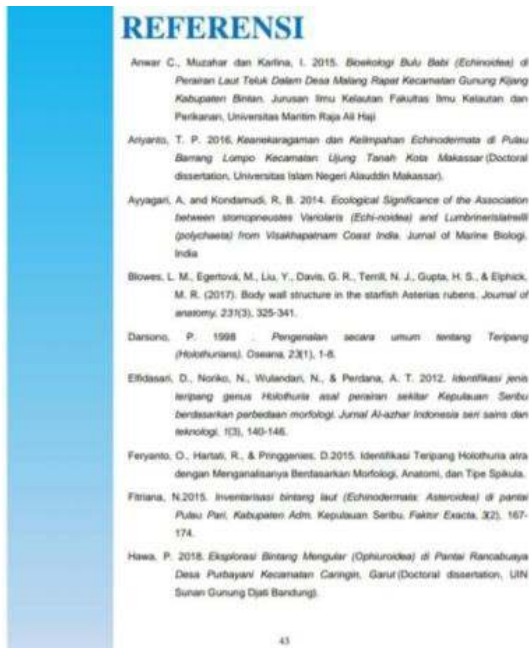 REFERENSI
Anwar C., Muzahar dan Karlina, I. 2015. Bioekologi Bulu Babi (Echinoidea) di
Perairan Laut Teluk Dalam Desa Malang Rapat Kecamatan Gunung Kijang
Kabupaten Bintan. Jurusan Ilmu Kelautan Fakultas Ilmu Kelautan dan
Perikanan, Universitas Maritim Raja Ali Haji
Ariyanto, T. P. 2016, Keanekaragaman dan Kelimpahan Echinodermata di Pulau
Barrang Lompo Kecamatan Ujung Tanah Kota Makassar (Doctoral
dissertation, Universitas Islam Negeri Alauddin Makassar).
Ayyagari, A, and Kondamudi, R, B. 2014. Ecological Significance of the Association
between stomopneustes Variolaris (Echi-noidea) and Lumbrinerislatreilli
(polychaeta) from Visakhapatnam Coast India. Jurnal of Marine Biologi.
India
Blowes, L. M., Egertová, M., Liu, Y., Davis, G. R., Terrill, N. J., Gupta, H. S., & Elphick,
M. R. (2017). Body wall structure in the starfish Asterias rubens. Journal of
anatomy, 231(3), 325-341.
Darsono, P. 1998 . Pengenalan secara umum tentang Teripang
(Holothurians). Oseana, 23(1), 1-8.
Elfidasari, D., Noriko, N., Wulandari, N., & Perdana, A. T. 2012. Identifikasi jenis
teripang genus Holothuria asal perairan sekitar Kepulauan Seribu
berdasarkan perbedaan morfologi. Jurnal Al-azhar Indonesia seri sains dan
teknologi, 1(3), 140-146.
Feryanto, O., Hartati, R., & Pringgenies, D.2015. Identifikasi Teripang Holothuria atra
dengan Menganalisanya Berdasarkan Morfologi, Anatomi, dan Tipe Spikula.
Fitriana, N.2015. Inventarisasi bintang laut (Echinodermata: Asteroidea) di pantai
Pulau Pari, Kabupaten Adm. Kepulauan Seribu. Faktor Exacta, 3(2), 167-
174.
Hawa, P. 2018. Eksplorasi Bintang Mengular (Ophiuroidea) di Pantai Rancabuaya
Desa Purbayani Kecamatan Caringin, Garut (Doctoral dissertation, UIN
Sunan Gunung Djati Bandung).
43